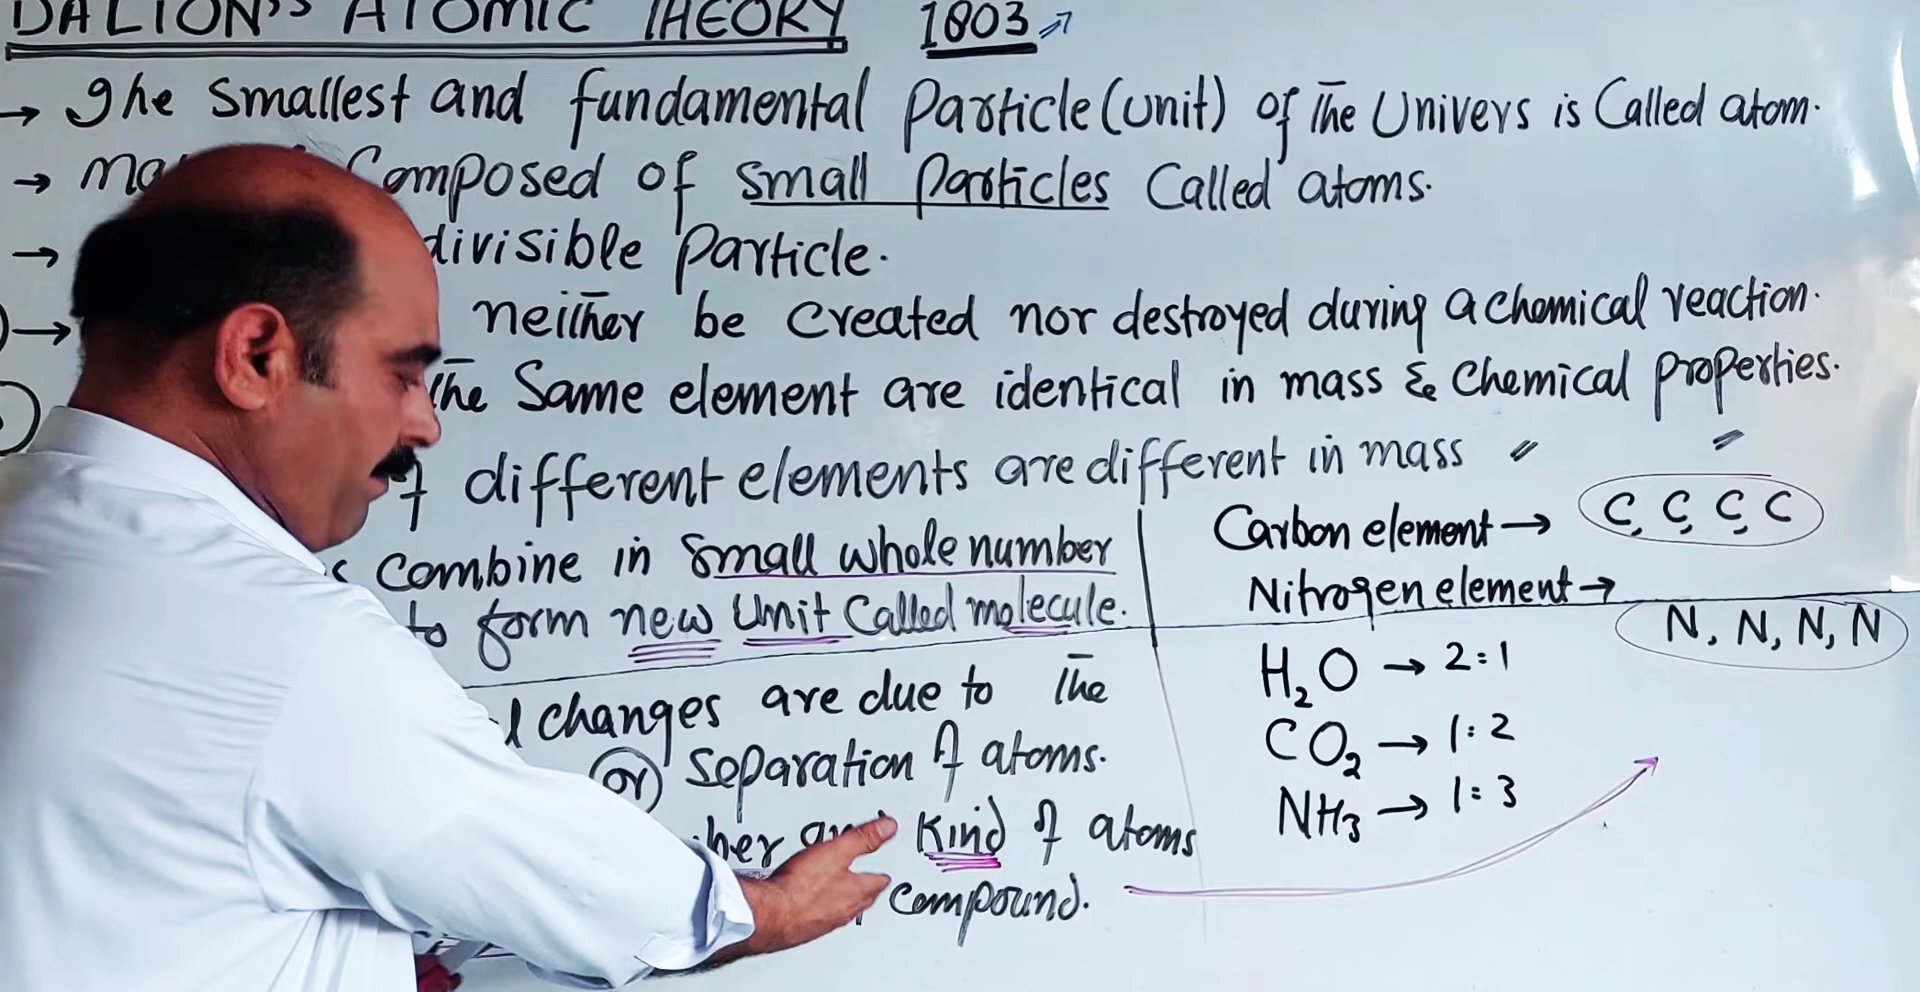 DALTON'S ATOMIC THEORY 1803
→ The smallest and fundamental Particle (unit) of The Univers is Called atom.
→ Composed of small Particles Called atoms.
→ divisible Particle.
→ neither be created nor destroyed during a chemical reaction.
The Same element are identical in mass & Chemical properties.
of different elements are different in mass " "
combine in small whole number
to form new Unit Called molecule.
Carbon element → C, C, C, C
Nitrogen element →
N, N, N, N
H₂O → 2:1
CO₂ → 1:2
NH₃ → 1:3
changes are due to The
or Separation of atoms.
and Kind of atoms
compound.